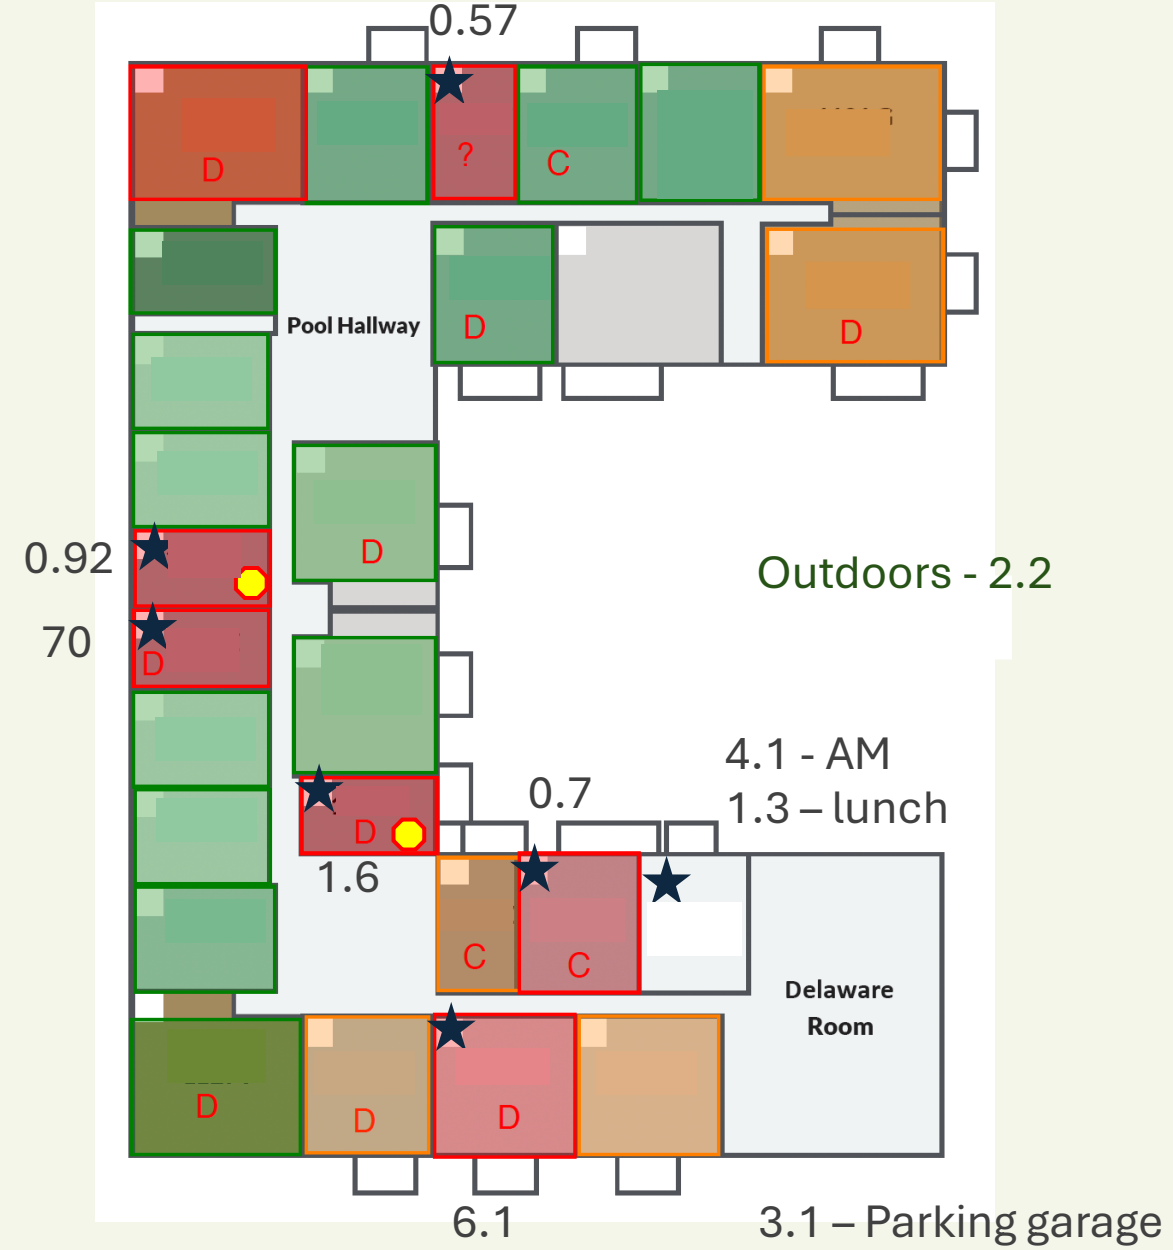 0.57
D
?
C
D
D
Pool Hallway
D
0.92
Outdoors - 2.2
70
D
4.1 - AM
0.7
1.3 – lunch
D
1.6
C
C
Delaware
Room
D
D
D
6.1
3.1 – Parking garage